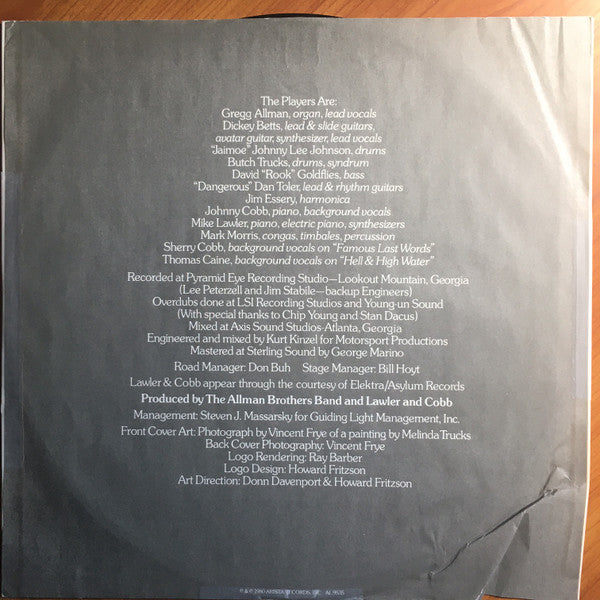 The Players Are:
Gregg Allman, organ, lead vocals
Dickey Betts, lead & slide guitars,
avatar guitar, synthesizer, lead vocals
"Jaimoe" Johnny Lee Johnson, drums
Butch Trucks, drums, syndrum
David "Rook" Goldflies, bass
"Dangerous" Dan Toler, lead & rhythm guitars
Jim Essery, harmonica
Johnny Cobb, piano, background vocals
Mike Lawler, piano, electric piano, synthesizers
Mark Morris, congas, timbales, percussion
Sherry Cobb, background vocals on "Famous Last Words"
Thomas Caine, background vocals on "Hell & High Water"
Recorded at Pyramid Eye Recording Studio—Lookout Mountain, Georgia
(Lee Peterzell and Jim Stabile—backup Engineers)
Overdubs done at LSI Recording Studios and Young-un Sound
(With special thanks to Chip Young and Stan Dacus)
Mixed at Axis Sound Studios-Atlanta, Georgia
Engineered and mixed by Kurt Kinzel for Motorsport Productions
Mastered at Sterling Sound by George Marino
Road Manager: Don Buh Stage Manager: Bill Hoyt
Lawler & Cobb appear through the courtesy of Elektra/Asylum Records
Produced by The Allman Brothers Band and Lawler and Cobb
Management: Steven J. Massarsky for Guiding Light Management, Inc.
Front Cover Art: Photograph by Vincent Frye of a painting by Melinda Trucks
Back Cover Photography: Vincent Frye
Logo Rendering: Ray Barber
Logo Design: Howard Fritzson
Art Direction: Donn Davenport & Howard Fritzson
℗ & © 1980 ARISTA RECORDS, INC. AL 9535